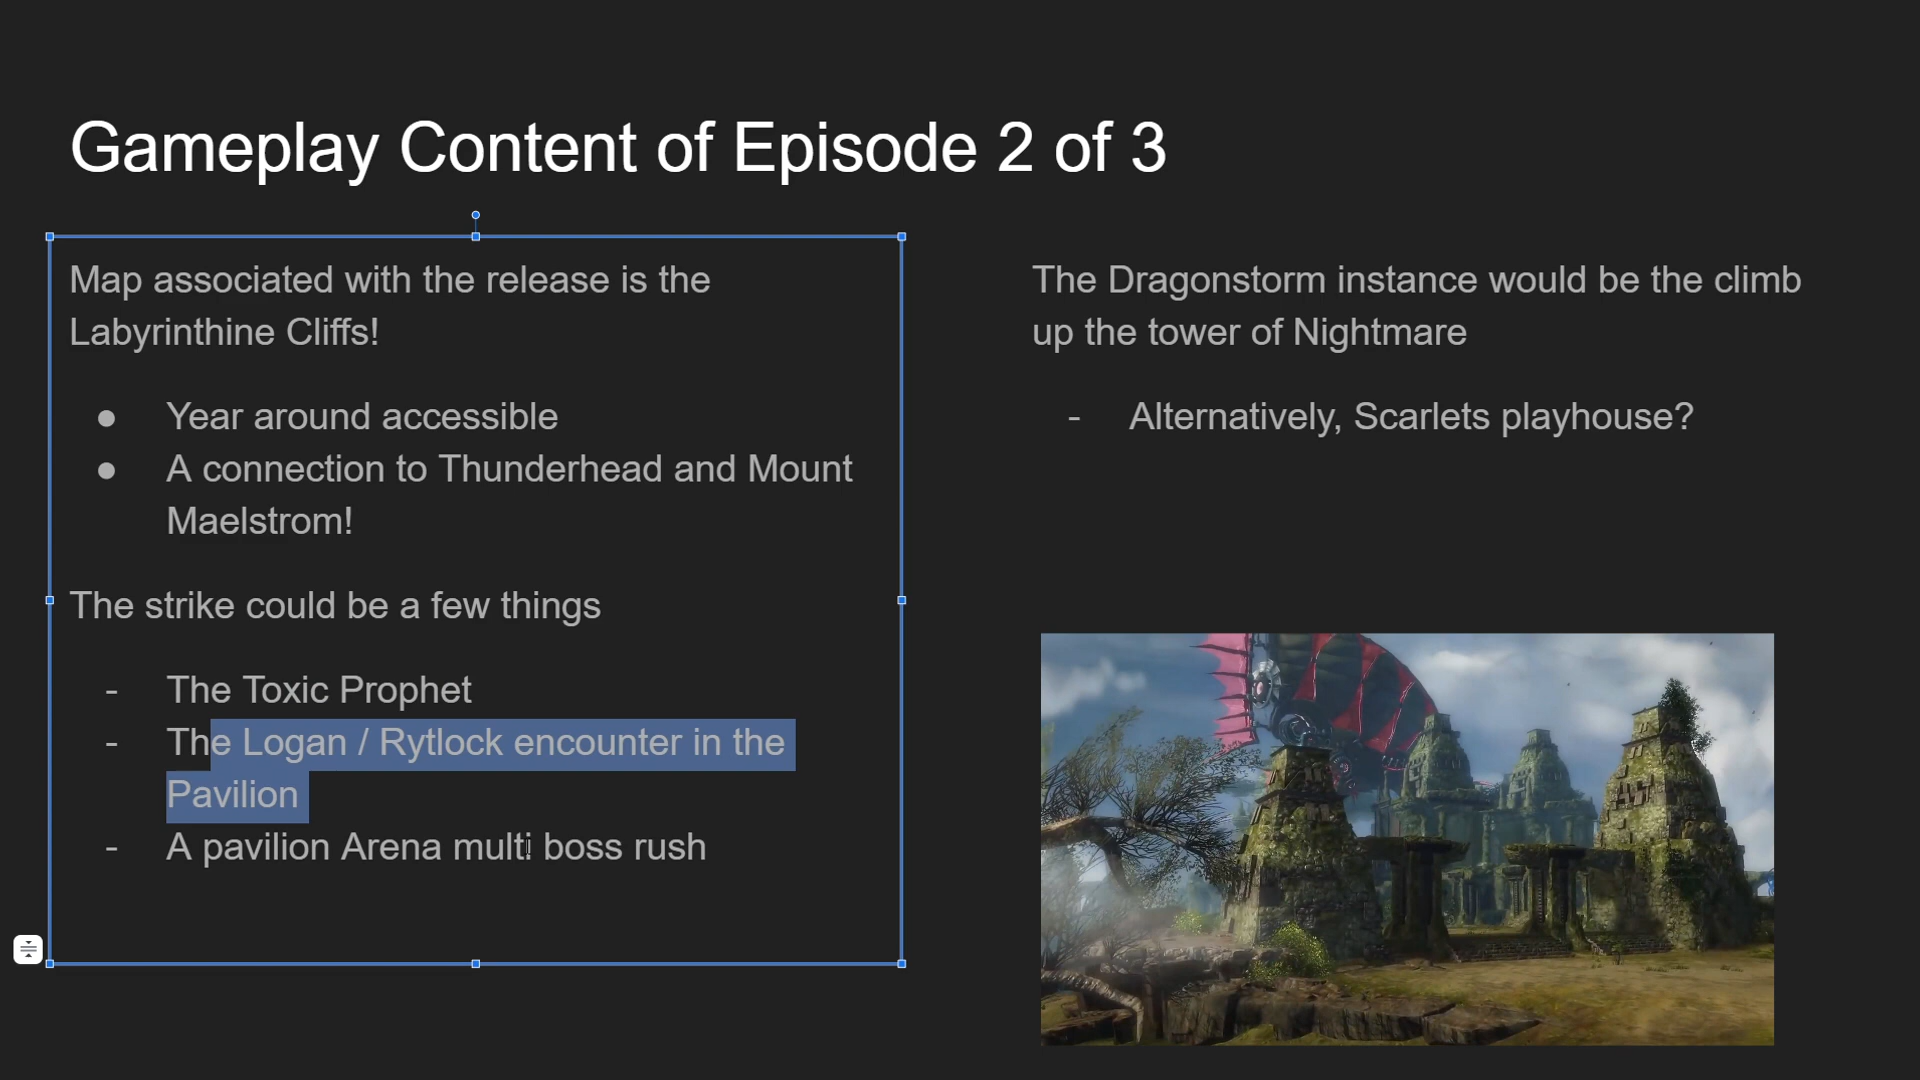 Gameplay Content of Episode 2 of 3
Map associated with the release is the
Labyrinthine Cliffs!
● Year around accessible
● A connection to Thunderhead and Mount
Maelstrom!
The strike could be a few things
- The Toxic Prophet
- The Logan / Rytlock encounter in the
Pavilion
- A pavilion Arena multi boss rush
The Dragonstorm instance would be the climb
up the tower of Nightmare
- Alternatively, Scarlets playhouse?